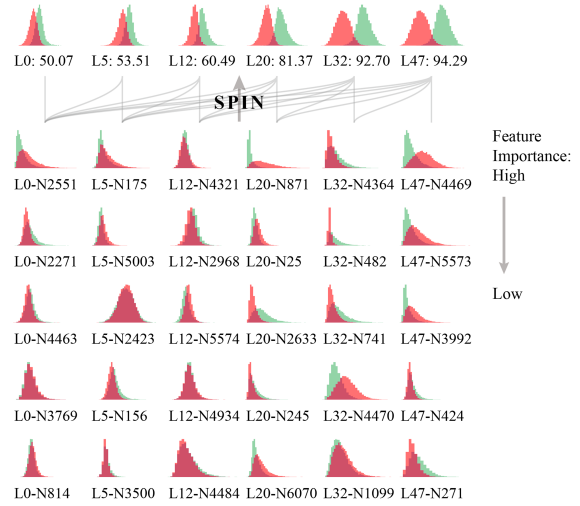 L0: 50.07 L5: 53.51 L12: 60.49 L20: 81.37 L32: 92.70 L47: 94.29
SPIN
Feature
Importance:
High
L0-N2551 L5-N175 L12-N4321 L20-N871 L32-N4364 L47-N4469
L0-N2271 L5-N5003 L12-N2968 L20-N25 L32-N482 L47-N5573
Low
L0-N4463 L5-N2423 L12-N5574 L20-N2633 L32-N741 L47-N3992
L0-N3769 L5-N156 L12-N4934 L20-N245 L32-N4470 L47-N424
L0-N814 L5-N3500 L12-N4484 L20-N6070 L32-N1099 L47-N271